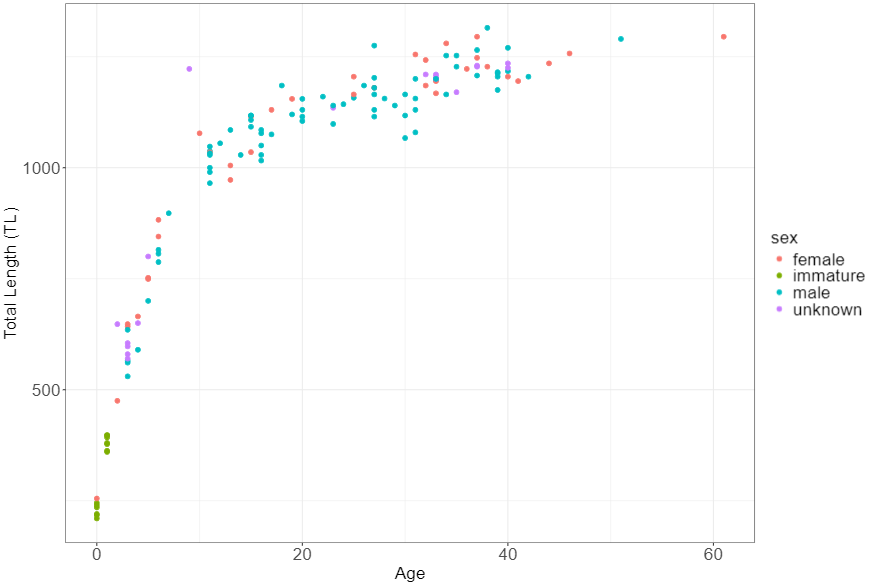 Total Length (TL)
1000
500
0
20
40
60
Age
sex
female
immature
male
unknown